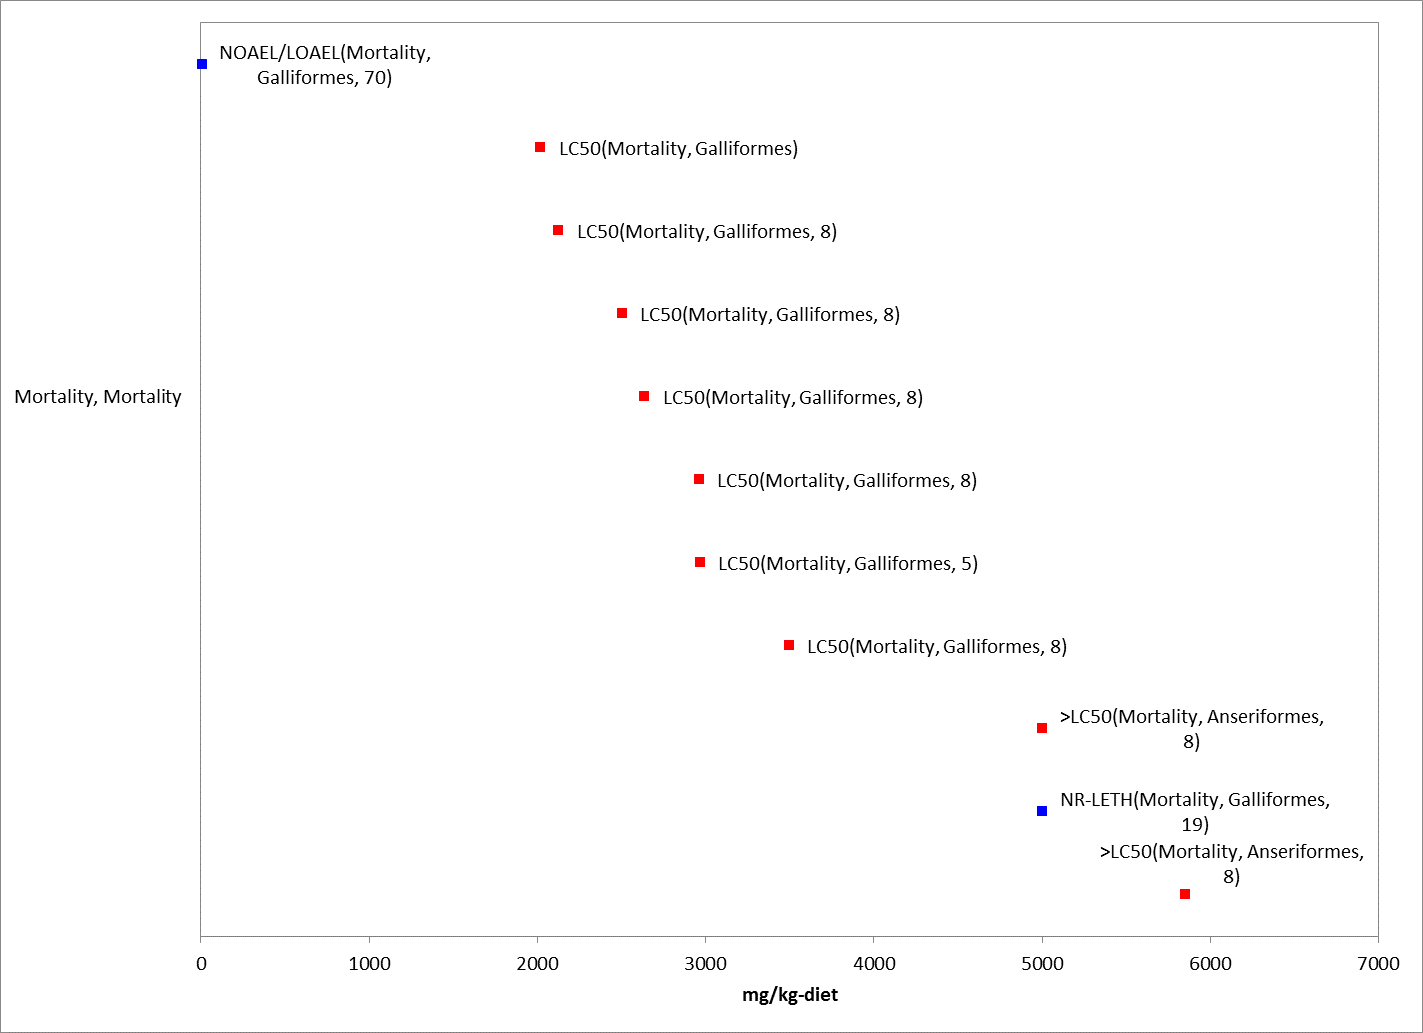 NOAEL/LOAEL(Mortality,
Galliformes, 70)
LC50(Mortality, Galliformes)
LC50(Mortality, Galliformes, 8)
LC50(Mortality, Galliformes, 8)
Mortality, Mortality
LC50(Mortality, Galliformes, 8)
LC50(Mortality, Galliformes, 8)
LC50(Mortality, Galliformes, 5)
LC50(Mortality, Galliformes, 8)
>LC50(Mortality, Anseriformes,
8)
NR-LETH(Mortality, Galliformes,
19)
>LC50(Mortality, Anseriformes,
8)
0 1000 2000 3000 4000 5000 6000 7000
mg/kg-diet